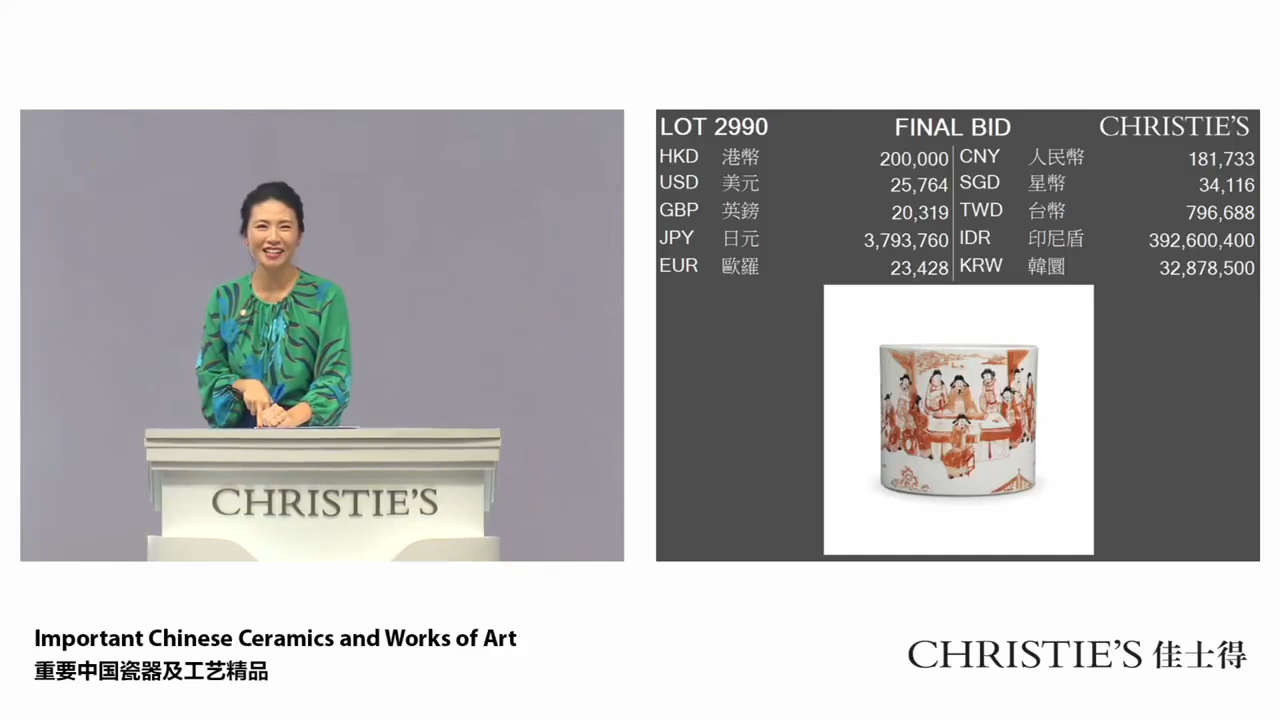 CHRISTIE'S
LOT 2990 FINAL BID CHRISTIE'S
HKD 港幣 200,000 CNY 人民幣 181,733
USD 美元 25,764 SGD 星幣 34,116
GBP 英鎊 20,319 TWD 台幣 796,688
JPY 日元 3,793,760 IDR 印尼盾 392,600,400
EUR 歐羅 23,428 KRW 韓圜 32,878,500
Important Chinese Ceramics and Works of Art
重要中国瓷器及工艺精品
CHRISTIE'S 佳士得